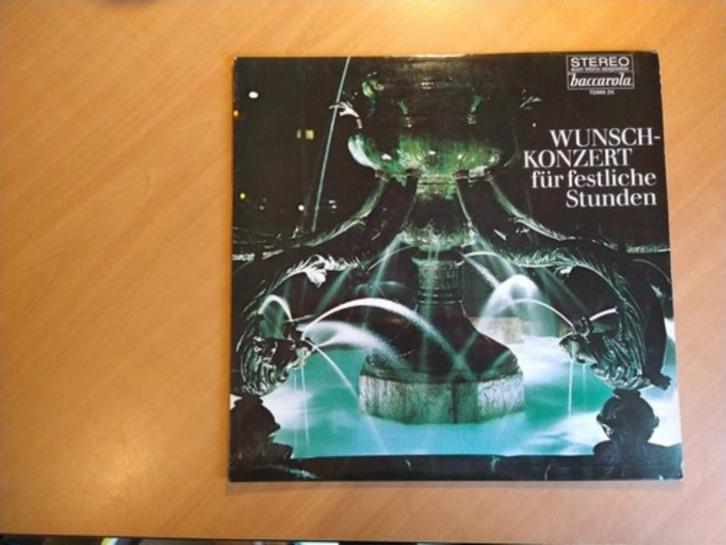 STEREO
baccarola
WUNSCH-
KONZERT
für festliche
Stunden